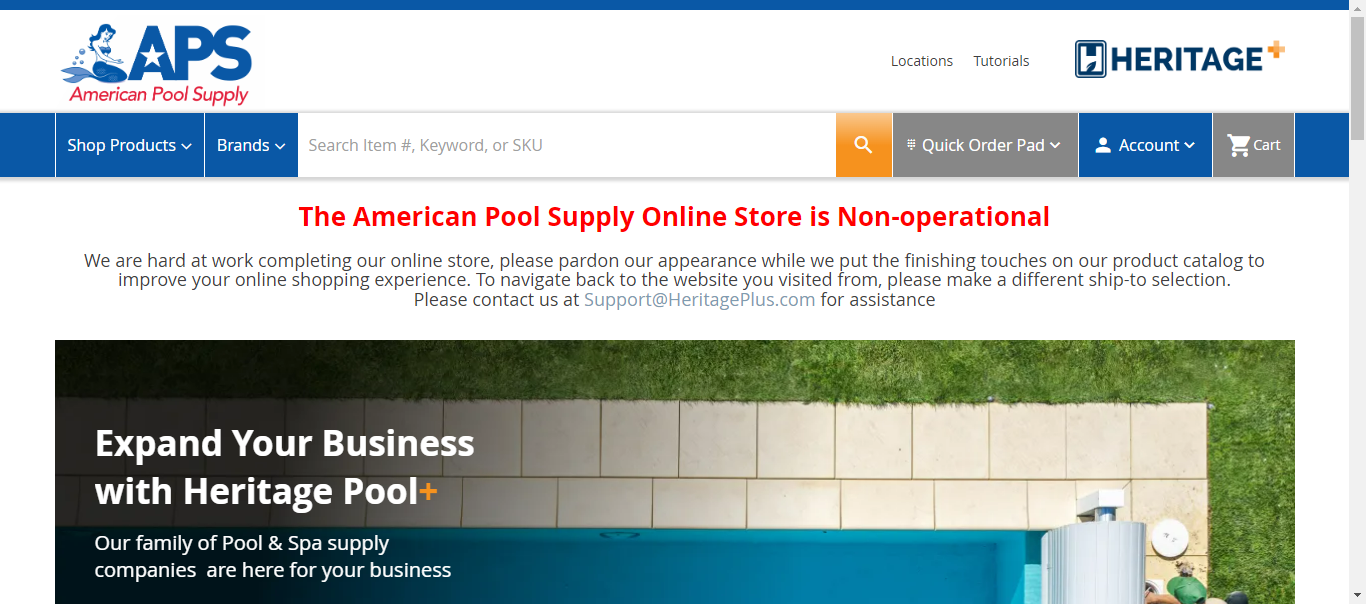 APS
American Pool Supply
Locations
Tutorials
HERITAGE+
Shop Products
Brands
Search Item #, Keyword, or SKU
Quick Order Pad
Account
Cart
The American Pool Supply Online Store is Non-operational
We are hard at work completing our online store, please pardon our appearance while we put the finishing touches on our product catalog to
improve your online shopping experience. To navigate back to the website you visited from, please make a different ship-to selection.
Please contact us at Support@HeritagePlus.com for assistance
Expand Your Business
with Heritage Pool+
Our family of Pool & Spa supply
companies are here for your business